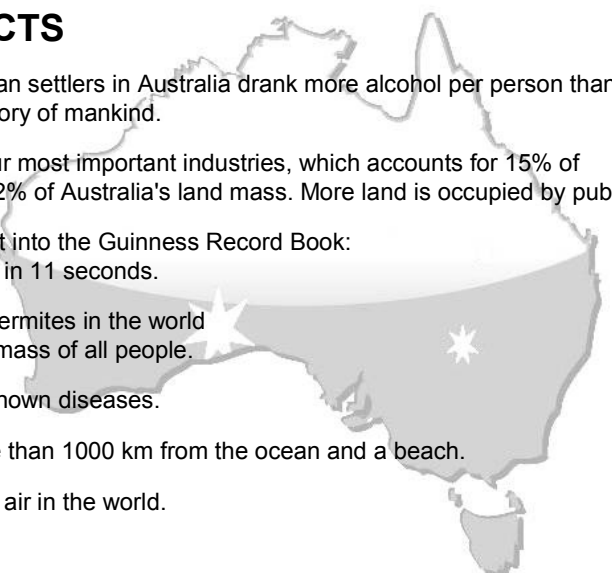 CTS
an settlers in Australia drank more alcohol per person than
ory of mankind.
ur most important industries, which accounts for 15% of
2% of Australia's land mass. More land is occupied by pub
t into the Guinness Record Book:
in 11 seconds.
ermites in the world
mass of all people.
nown diseases.
e than 1000 km from the ocean and a beach.
air in the world.